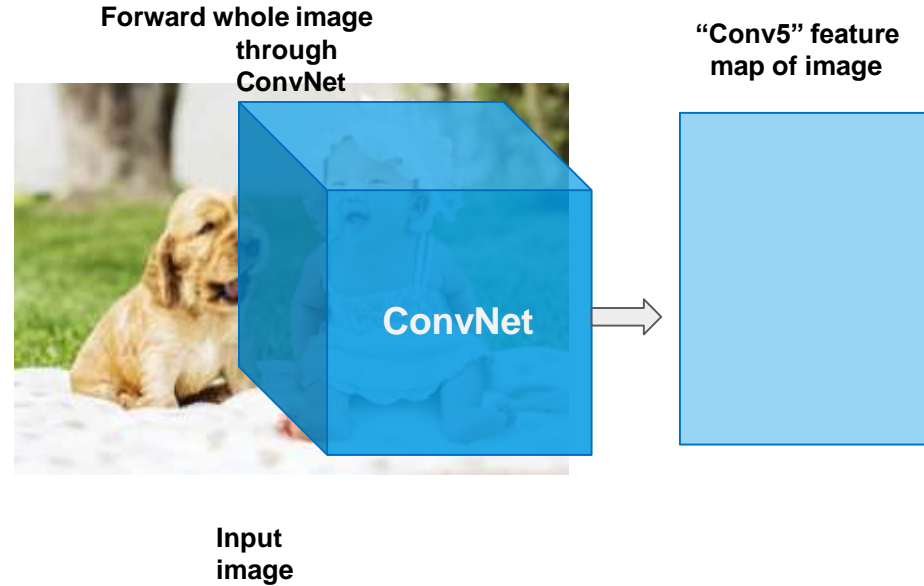 Forward whole image
through
ConvNet
“Conv5” feature
map of image
ConvNet
Input
image